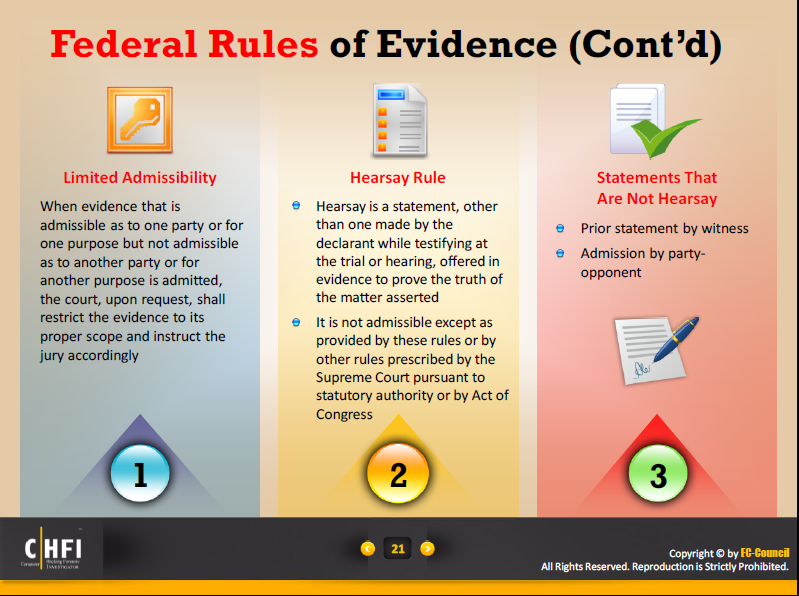 Federal Rules of Evidence (Cont’d)
Limited Admissibility
When evidence that is
admissible as to one party or for
one purpose but not admissible
as to another party or for
another purpose is admitted,
the court, upon request, shall
restrict the evidence to its
proper scope and instruct the
jury accordingly
1
Hearsay Rule
Hearsay is a statement, other
than one made by the
declarant while testifying at
the trial or hearing, offered in
evidence to prove the truth of
the matter asserted
It is not admissible except as
provided by these rules or by
other rules prescribed by the
Supreme Court pursuant to
statutory authority or by Act of
Congress
2
Statements That
Are Not Hearsay
Prior statement by witness
Admission by party-
opponent
3
CHFI
Computer Hacking Forensic
INVESTIGATOR
21
Copyright © by EC-Council
All Rights Reserved. Reproduction is Strictly Prohibited.